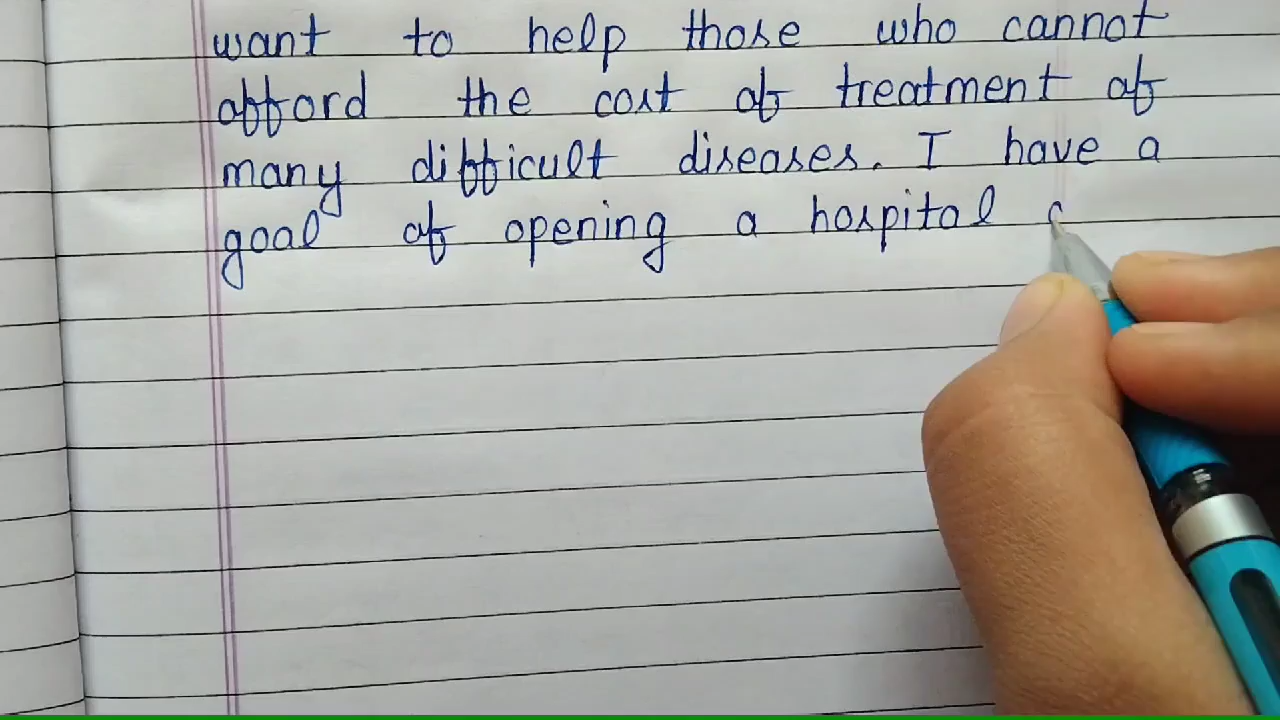 want to help those who cannot
afford the cost of treatment of
many difficult diseases. I have a
goal of opening a hospital